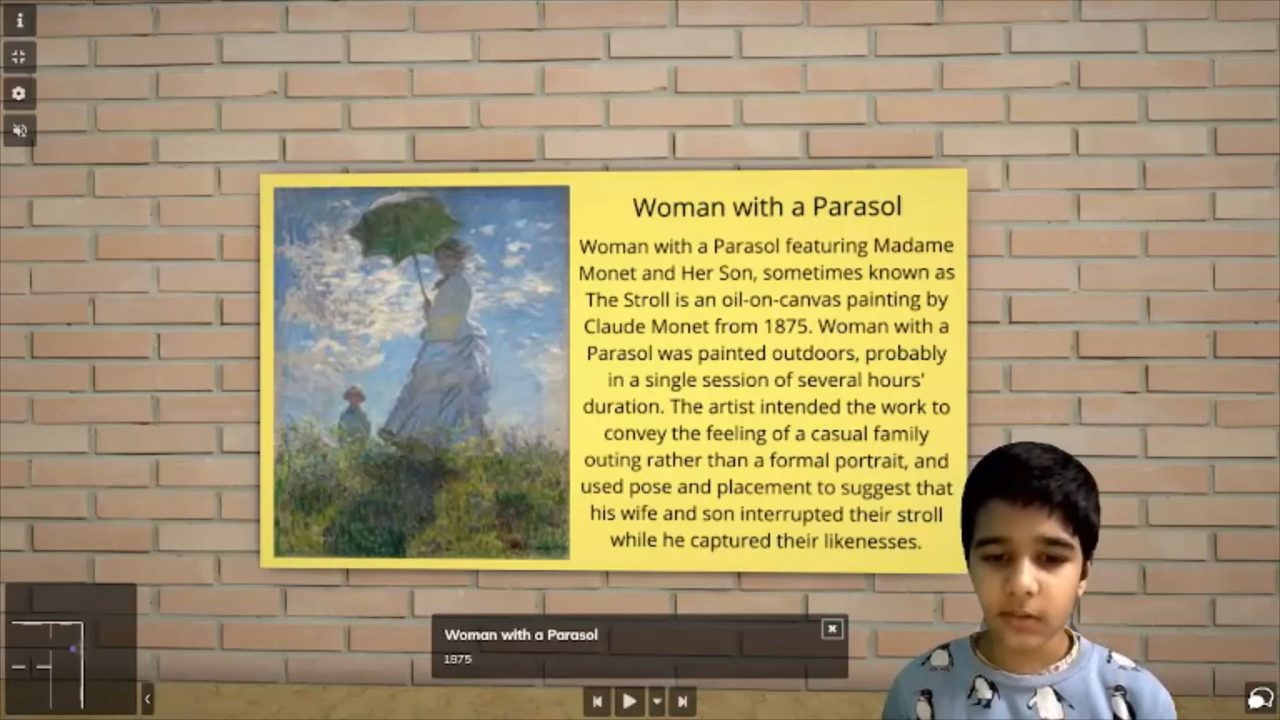 Woman with a Parasol
Woman with a Parasol featuring Madame
Monet and Her Son, sometimes known as
The Stroll is an oil-on-canvas painting by
Claude Monet from 1875. Woman with a
Parasol was painted outdoors, probably
in a single session of several hours'
duration. The artist intended the work to
convey the feeling of a casual family
outing rather than a formal portrait, and
used pose and placement to suggest that
his wife and son interrupted their stroll
while he captured their likenesses.
Woman with a Parasol
1875